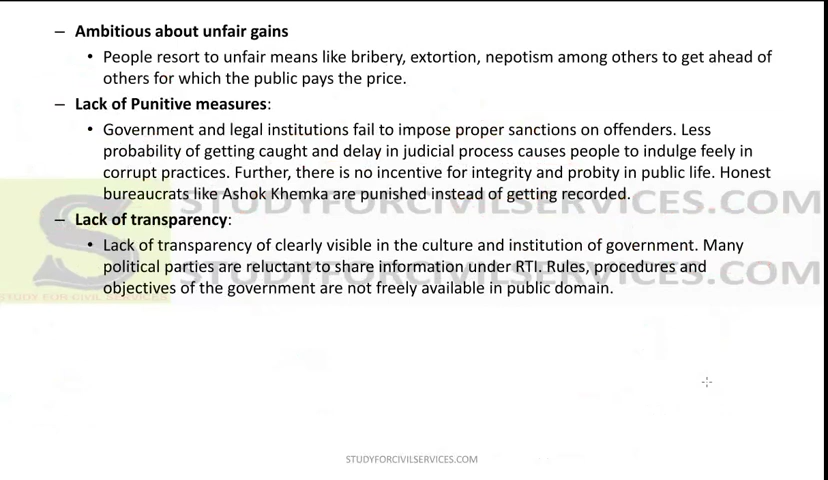 – Ambitious about unfair gains
• People resort to unfair means like bribery, extortion, nepotism among others to get ahead of
others for which the public pays the price.
– Lack of Punitive measures:
• Government and legal institutions fail to impose proper sanctions on offenders. Less
probability of getting caught and delay in judicial process causes people to indulge feely in
corrupt practices. Further, there is no incentive for integrity and probity in public life. Honest
bureaucrats like Ashok Khemka are punished instead of getting recorded.
STUDYFORCIVILSERVICES.COM
– Lack of transparency:
• Lack of transparency of clearly visible in the culture and institution of government. Many
political parties are reluctant to share information under RTI. Rules, procedures and
STUDYFORCIVILSERVICES.COM
objectives of the government are not freely available in public domain.
STUDY FOR CIVIL SERVICES
STUDYFORCIVILSERVICES.COM